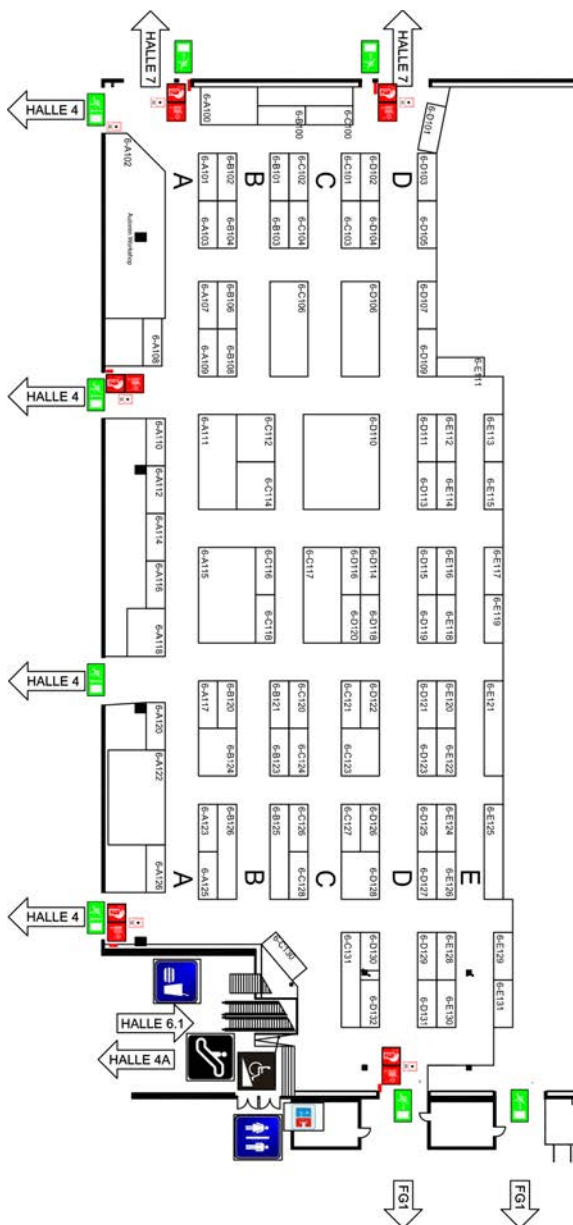 HALLE 7
HALLE 7
HALLE 4
6-A100
6-B100
6-C100
6-D101
6-A102
Automin Workshop
A
B
C
D
6-A101
6-B102
6-B101
6-C102
6-C101
6-D102
6-D103
6-A103
6-B104
6-B103
6-C104
6-C103
6-D104
6-D105
6-A107
6-B106
6-C106
6-D106
6-D107
6-A108
6-A109
6-B108
6-D109
6-E111
HALLE 4
6-A110
6-A111
6-C112
6-D110
6-D111
6-E112
6-E113
6-A112
6-C114
6-D113
6-E114
6-E115
6-A114
6-A115
6-C116
6-C117
6-D116
6-D114
6-D115
6-E116
6-E117
6-A116
6-C118
6-D120
6-D118
6-D119
6-E118
6-E119
6-A118
HALLE 4
6-A117
6-B120
6-B121
6-C120
6-C121
6-D122
6-D121
6-E120
6-E121
6-A120
6-B124
6-B123
6-C124
6-C123
6-D123
6-E122
6-A122
6-A123
6-B126
6-B125
6-C126
6-C127
6-D126
6-D125
6-E124
6-E125
6-A126
6-A125
6-C128
6-D128
6-D127
6-E126
A
B
C
D
E
HALLE 4
6-C130
6-C131
6-D130
6-D129
6-E128
6-E129
6-D132
6-D131
6-E130
6-E131
HALLE 6.1
HALLE 4A
EC
FG1
FG1